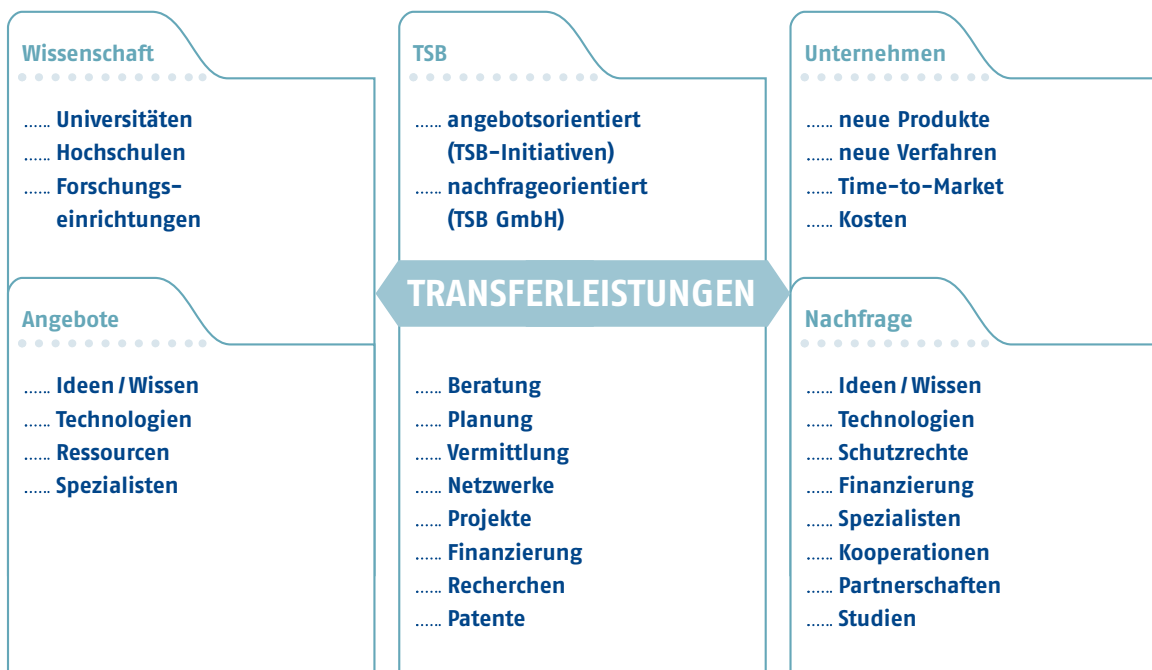 Wissenschaft
...... Universitäten
...... Hochschulen
...... Forschungs-
einrichtungen
Angebote
...... Ideen / Wissen
...... Technologien
...... Ressourcen
...... Spezialisten
TSB
...... angebotsorientiert
(TSB-Initiativen)
...... nachfrageorientiert
(TSB GmbH)
TRANSFERLEISTUNGEN
...... Beratung
...... Planung
...... Vermittlung
...... Netzwerke
...... Projekte
...... Finanzierung
...... Recherchen
...... Patente
Unternehmen
...... neue Produkte
...... neue Verfahren
...... Time-to-Market
...... Kosten
Nachfrage
...... Ideen / Wissen
...... Technologien
...... Schutzrechte
...... Finanzierung
...... Spezialisten
...... Kooperationen
...... Partnerschaften
...... Studien